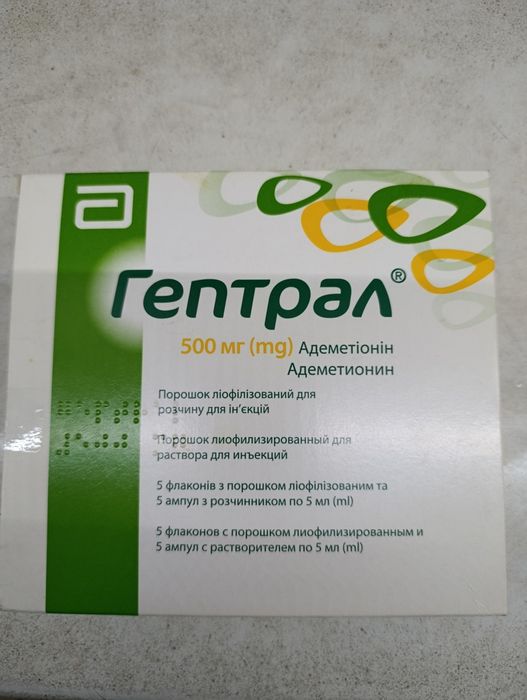 Гептрал®
500 мг (mg) Адеметіонін
Адеметионин
Порошок ліофілізований для
розчину для ін'єкцій
Порошок лиофилизированный для
раствора для инъекций
5 флаконів з порошком ліофілізованим та
5 ампул з розчинником по 5 мл (ml)
5 флаконов с порошком лиофилизированным и
5 ампул с растворителем по 5 мл (ml)